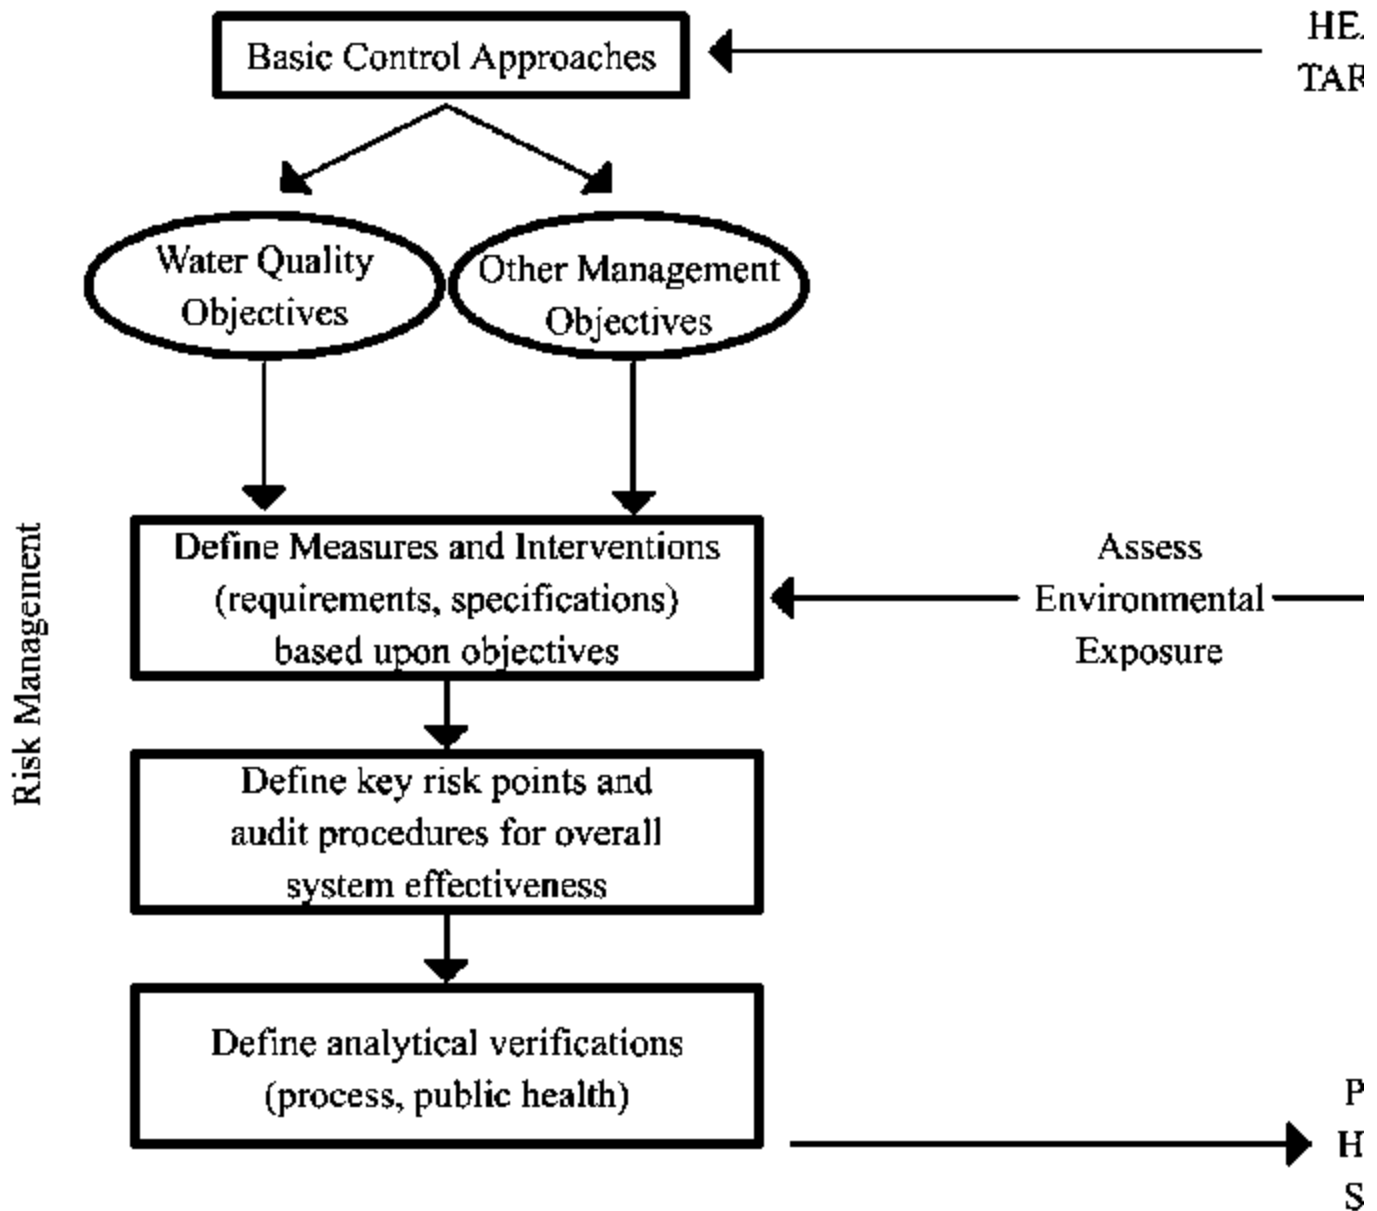 Basic Control Approaches
HE
TAR
Water Quality
Objectives
Other Management
Objectives
Risk Management
Define Measures and Interventions
(requirements, specifications)
based upon objectives
Assess
Environmental
Exposure
Define key risk points and
audit procedures for overall
system effectiveness
Define analytical verifications
(process, public health)
P
H
S